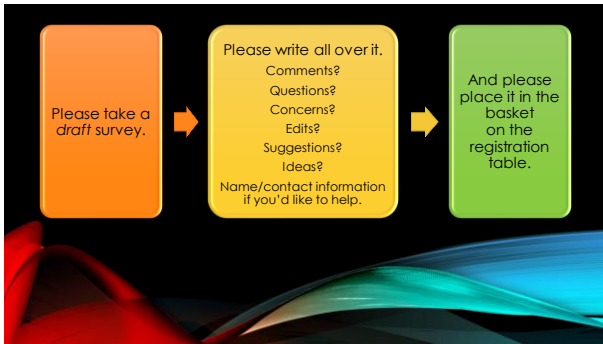 Please take a
draft survey.
Please write all over it.
Comments?
Questions?
Concerns?
Edits?
Suggestions?
Ideas?
Name/contact information
if you'd like to help.
And please
place it in the
basket
on the
registration
table.